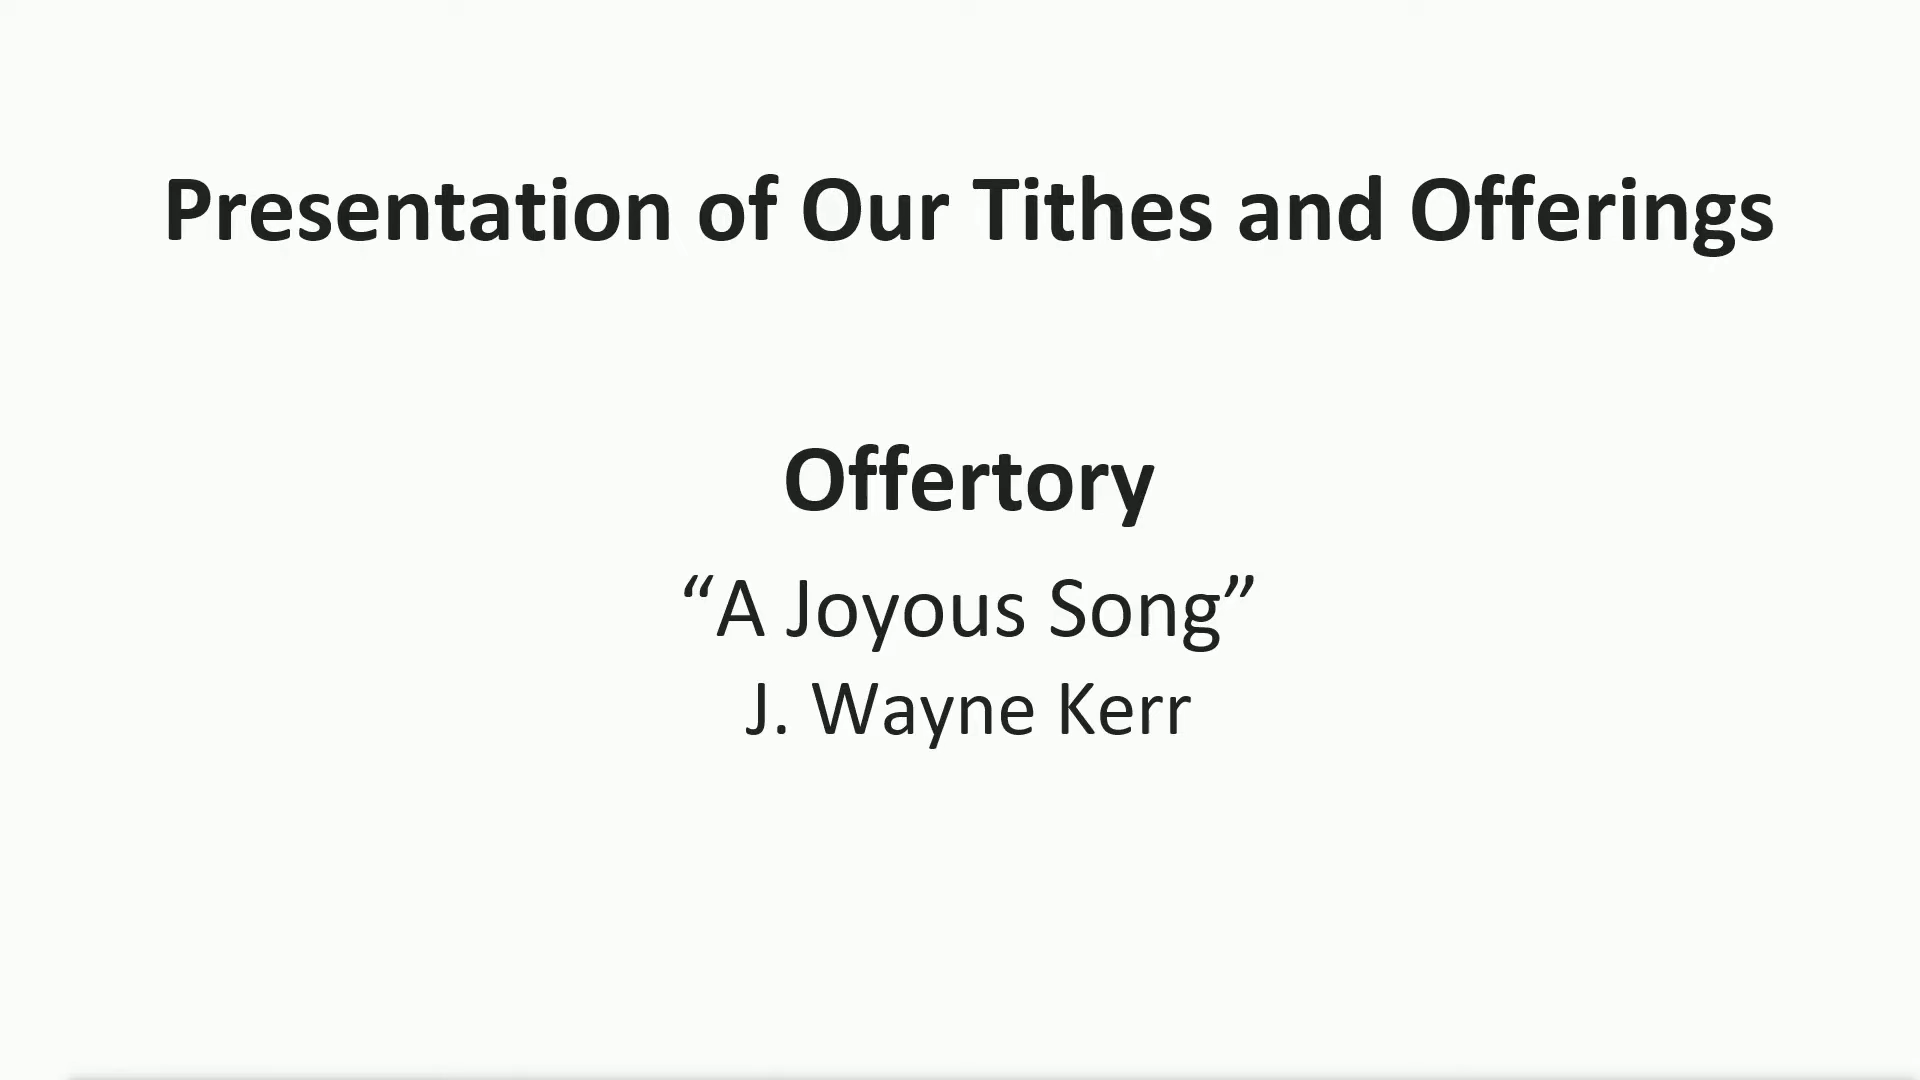 Presentation of Our Tithes and Offerings
Offertory
“A Joyous Song”
J. Wayne Kerr